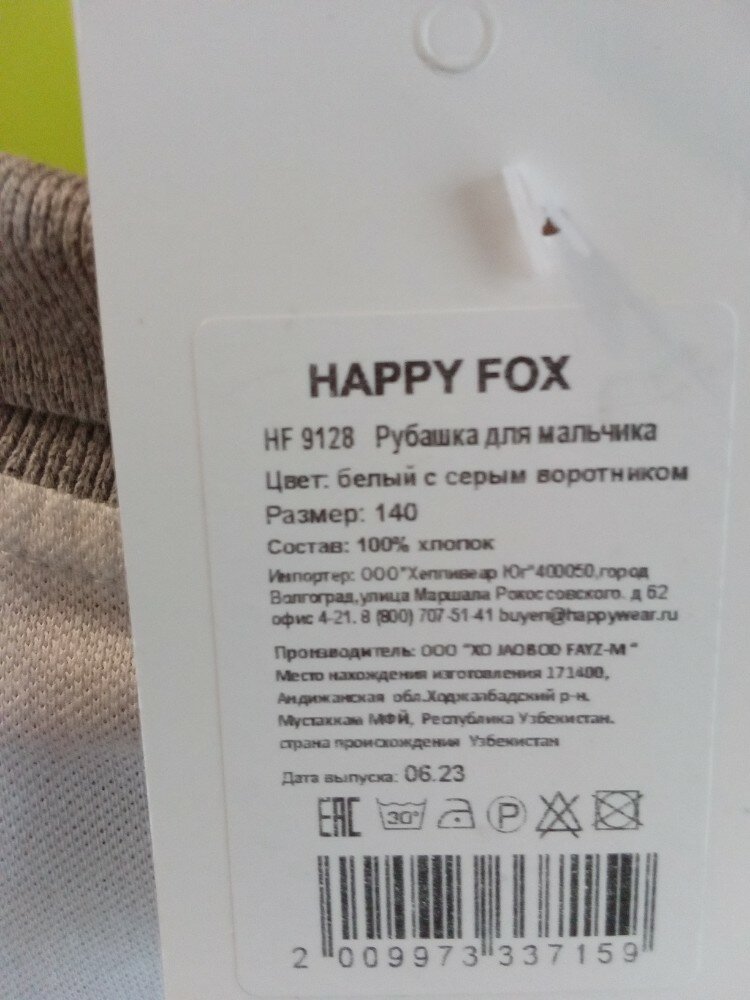 HAPPY FOX
HF 9128 Рубашка для мальчика
Цвет: белый с серым воротником
Размер: 140
Состав: 100% хлопок
Импортер: ООО"Хеппивеар Юг"400050,город
Волгоград,улица Маршала Рокоссовского. д 62
офис 4-21. 8 (800) 707-51-41 buyer@happywear.ru
Производитель: ООО "XO JAOBOD FAYZ-M "
Место нахождения изготовления 171400,
Андижанская обл.Ходжаабадский р-н.
Мустахкам МФЙ, Республика Узбекистан.
страна происхождения Узбекистан
Дата выпуска: 06.23
EAC 30° P
2 009973 337159